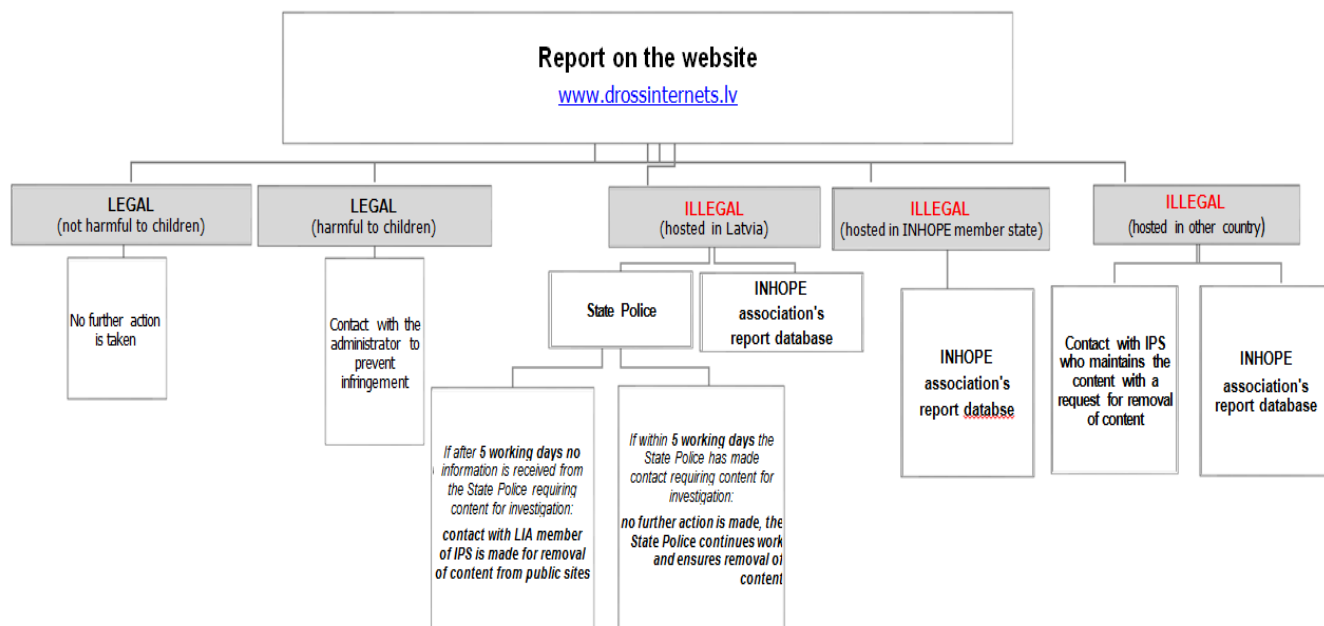 Report on the website
www.drossinternets.lv
LEGAL
(not harmful to children)
LEGAL
(harmful to children)
ILLEGAL
(hosted in Latvia)
ILLEGAL
(hosted in INHOPE member state)
ILLEGAL
(hosted in other country)
No further action
is taken
Contact with the
administrator to
prevent
infringement
State Police
INHOPE
association's
report database
INHOPE
association's
report databse
Contact with IPS
who maintains the
content with a
request for removal
of content
INHOPE
association's
report database
If after 5 working days no
information is received from
the State Police requiring
content for investigation:
contact with LIA member
of IPS is made for removal
of content from public sites
If within 5 working days the
State Police has made
contact requiring content for
investigation:
no further action is made, the
State Police continues work
and ensures removal of
content